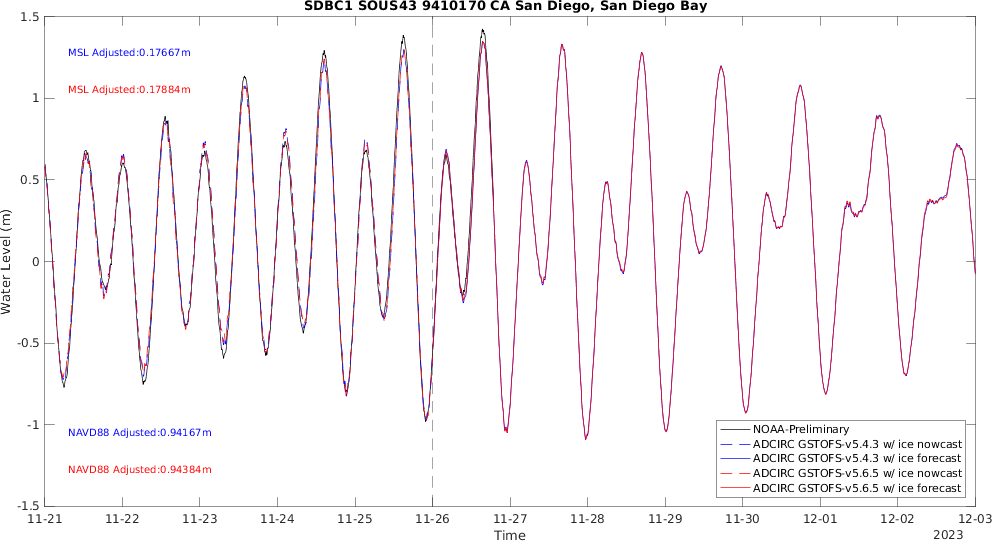 SDBC1 SOUS43 9410170 CA San Diego, San Diego Bay
MSL Adjusted:0.17667m
MSL Adjusted:0.17884m
NAVD88 Adjusted:0.94167m
NAVD88 Adjusted:0.94384m
Water Level (m)
1.5
1
0.5
0
-0.5
-1
-1.5
NOAA-Preliminary
ADCIRC GSTOFS-v5.4.3 w/ ice nowcast
ADCIRC GSTOFS-v5.4.3 w/ ice forecast
ADCIRC GSTOFS-v5.6.5 w/ ice nowcast
ADCIRC GSTOFS-v5.6.5 w/ ice forecast
11-21 11-22 11-23 11-24 11-25 11-26 11-27 11-28 11-29 11-30 12-01 12-02 12-03
Time
2023